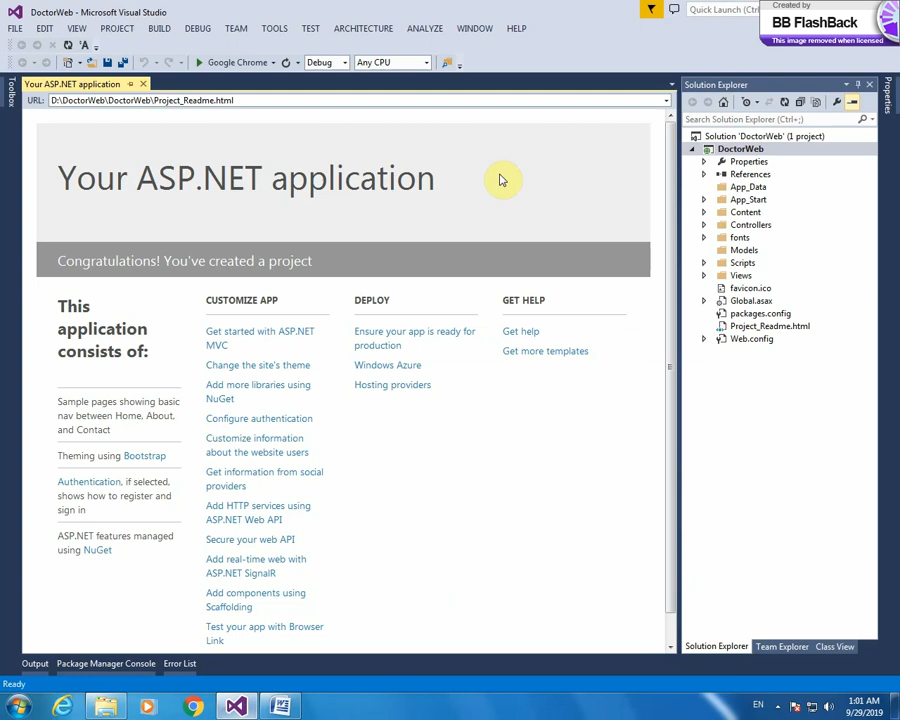 DoctorWeb - Microsoft Visual Studio
Quick Launch (Ctrl
Created by
BB FlashBack
This image removed when licensed
FILE EDIT VIEW PROJECT BUILD DEBUG TEAM TOOLS TEST ARCHITECTURE ANALYZE WINDOW HELP
Google Chrome Debug Any CPU
Toolbox
Your ASP.NET application
URL: D:\DoctorWeb\DoctorWeb\Project_Readme.html
Your ASP.NET application
Congratulations! You've created a project
This
application
consists of:
Sample pages showing basic
nav between Home, About,
and Contact
Theming using Bootstrap
Authentication, if selected,
shows how to register and
sign in
ASP.NET features managed
using NuGet
CUSTOMIZE APP
Get started with ASP.NET
MVC
Change the site's theme
Add more libraries using
NuGet
Configure authentication
Customize information
about the website users
Get information from social
providers
Add HTTP services using
ASP.NET Web API
Secure your web API
Add real-time web with
ASP.NET SignalR
Add components using
Scaffolding
Test your app with Browser
Link
DEPLOY
Ensure your app is ready for
production
Windows Azure
Hosting providers
GET HELP
Get help
Get more templates
Solution Explorer
Search Solution Explorer (Ctrl+;)
Solution 'DoctorWeb' (1 project)
DoctorWeb
Properties
References
App_Data
App_Start
Content
Controllers
fonts
Models
Scripts
Views
favicon.ico
Global.asax
packages.config
Project_Readme.html
Web.config
Solution Explorer Team Explorer Class View
Properties
Output Package Manager Console Error List
Ready
EN
1:01 AM
9/29/2019